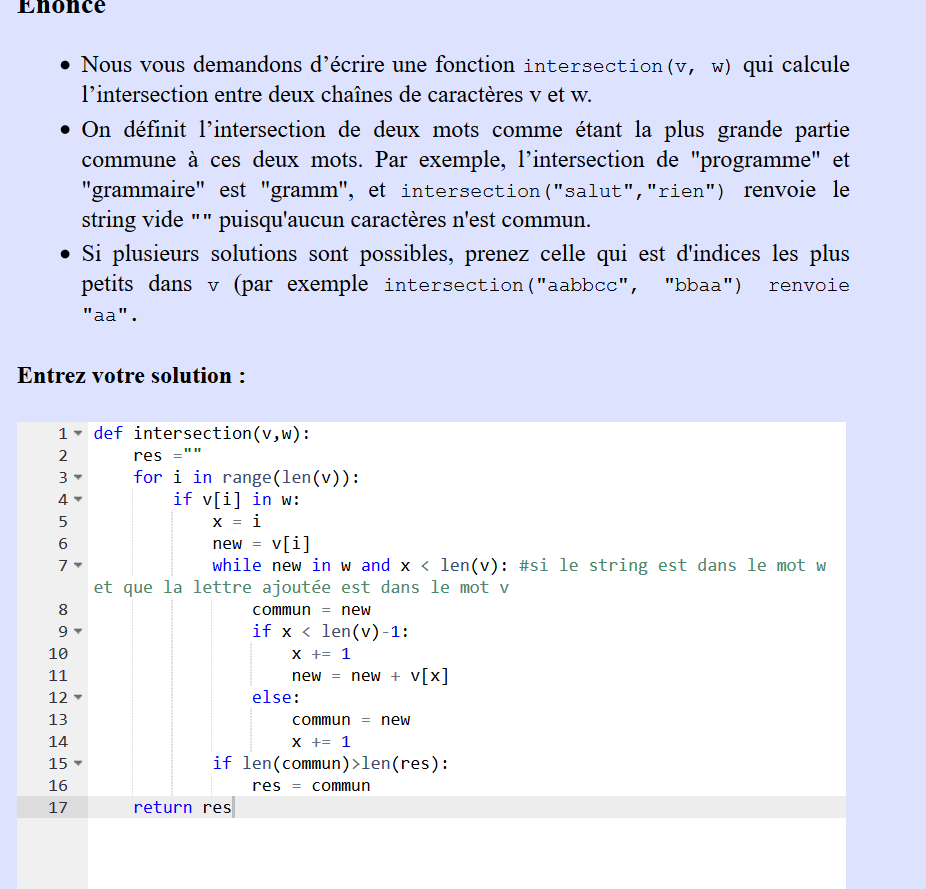 Enoncé
• Nous vous demandons d’écrire une fonction intersection(v, w) qui calcule
l’intersection entre deux chaînes de caractères v et w.
• On définit l’intersection de deux mots comme étant la plus grande partie
commune à ces deux mots. Par exemple, l’intersection de "programme" et
"grammaire" est "gramm", et intersection("salut","rien") renvoie le
string vide "" puisqu'aucun caractères n'est commun.
• Si plusieurs solutions sont possibles, prenez celle qui est d'indices les plus
petits dans v (par exemple intersection("aabbcc", "bbaa") renvoie
"aa".
Entrez votre solution :
1 def intersection(v,w):
2     res =""
3     for i in range(len(v)):
4         if v[i] in w:
5             x = i
6             new = v[i]
7             while new in w and x < len(v): #si le string est dans le mot w
et que la lettre ajoutée est dans le mot v
8                 commun = new
9                 if x < len(v)-1:
10                     x += 1
11                     new = new + v[x]
12                 else:
13                     commun = new
14                     x += 1
15             if len(commun)>len(res):
16                 res = commun
17     return res